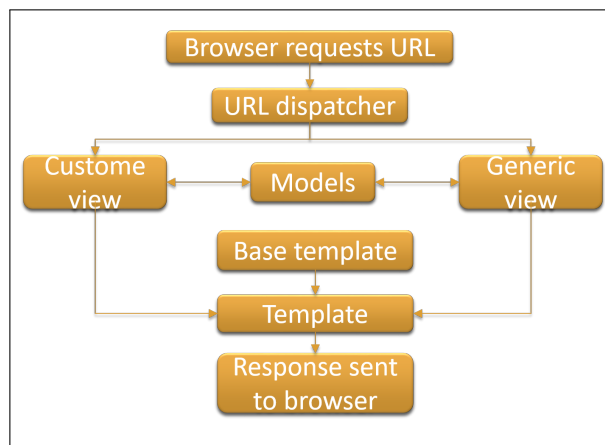 Browser requests URL
URL dispatcher
Custome
view
Models
Generic
view
Base template
Template
Response sent
to browser